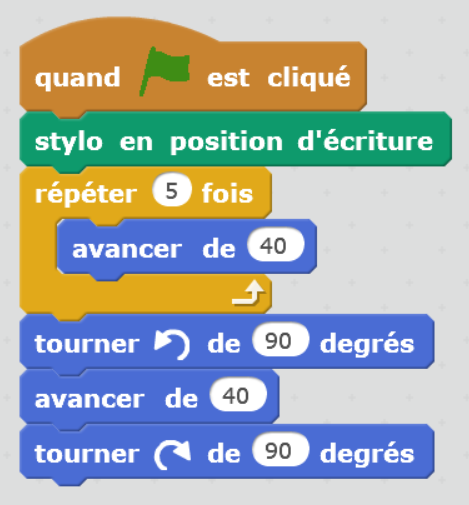 quand est cliqué
stylo en position d'écriture
répéter 5 fois
avancer de 40
tourner de 90 degrés
avancer de 40
tourner de 90 degrés